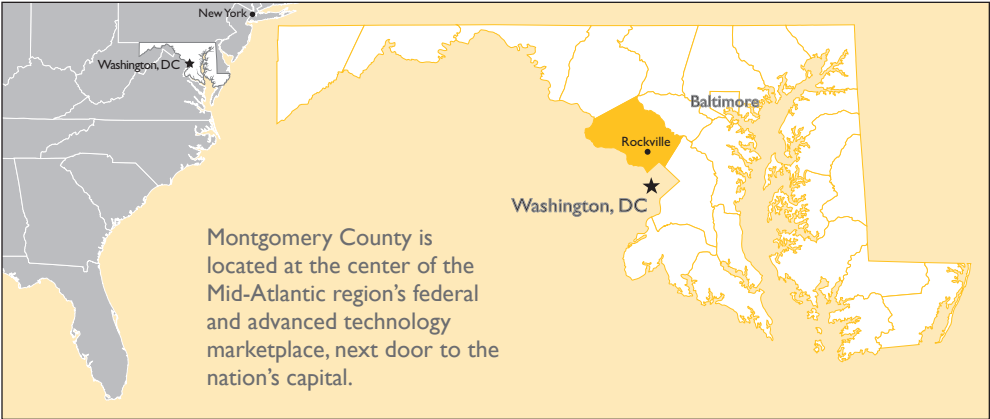 New York
Washington, DC
Baltimore
Rockville
Washington, DC
Montgomery County is
located at the center of the
Mid-Atlantic region's federal
and advanced technology
marketplace, next door to the
nation's capital.